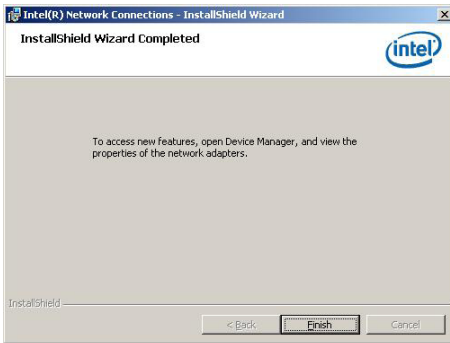 Intel(R) Network Connections - InstallShield Wizard
InstallShield Wizard Completed
intel
To access new features, open Device Manager, and view the
properties of the network adapters.
InstallShield
< Back
Finish
Cancel